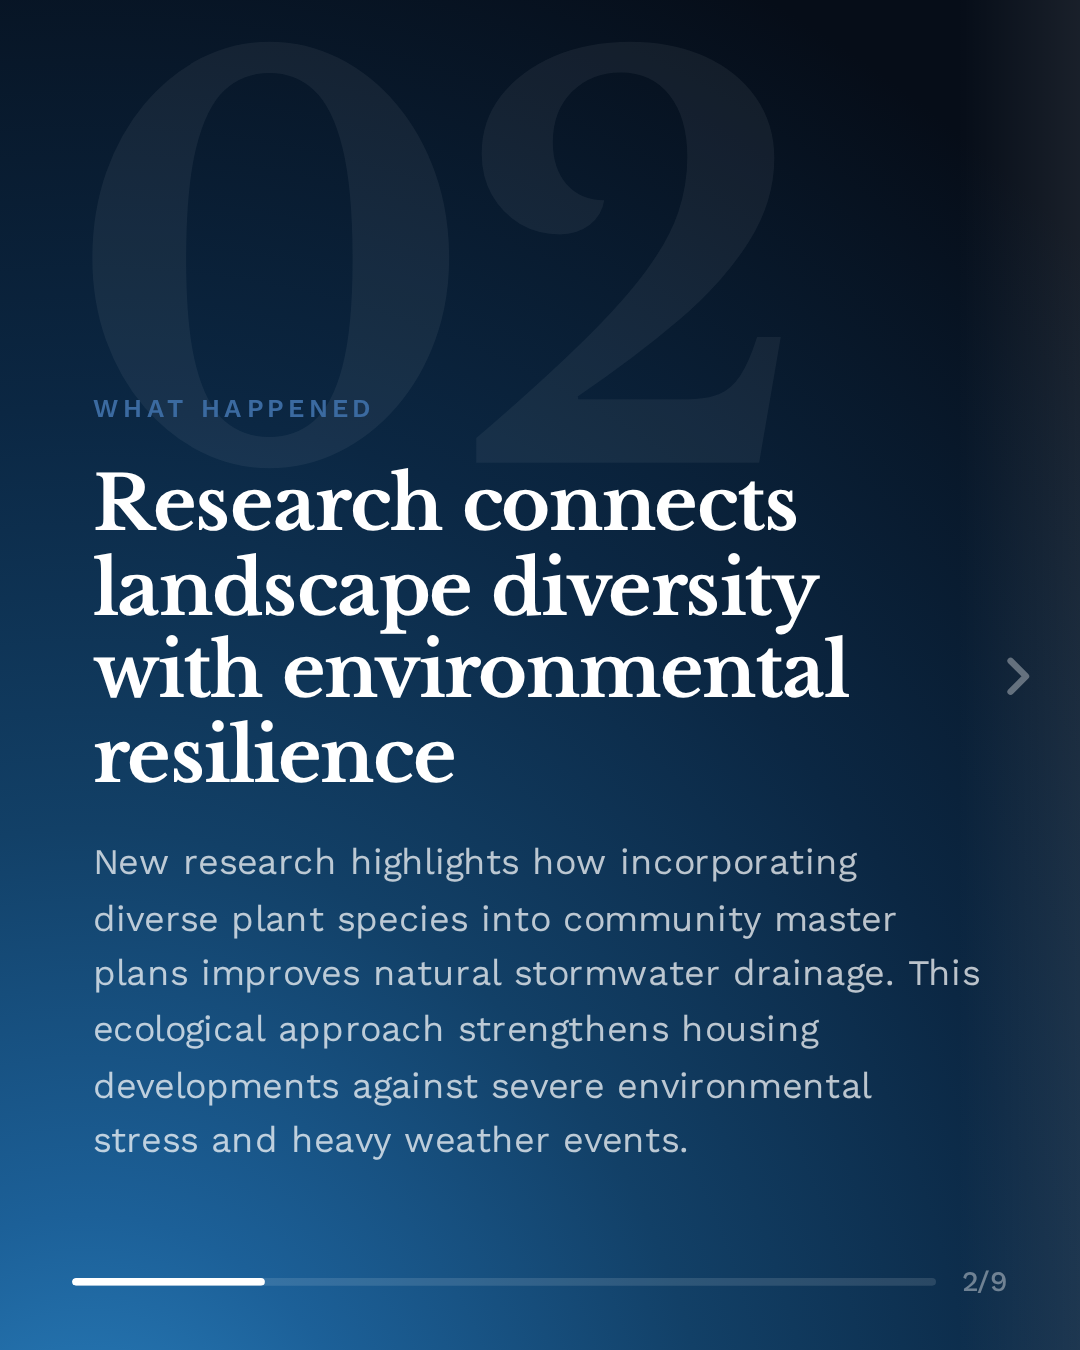 02
WHAT HAPPENED
Research connects
landscape diversity
with environmental
resilience
New research highlights how incorporating
diverse plant species into community master
plans improves natural stormwater drainage. This
ecological approach strengthens housing
developments against severe environmental
stress and heavy weather events.
2/9